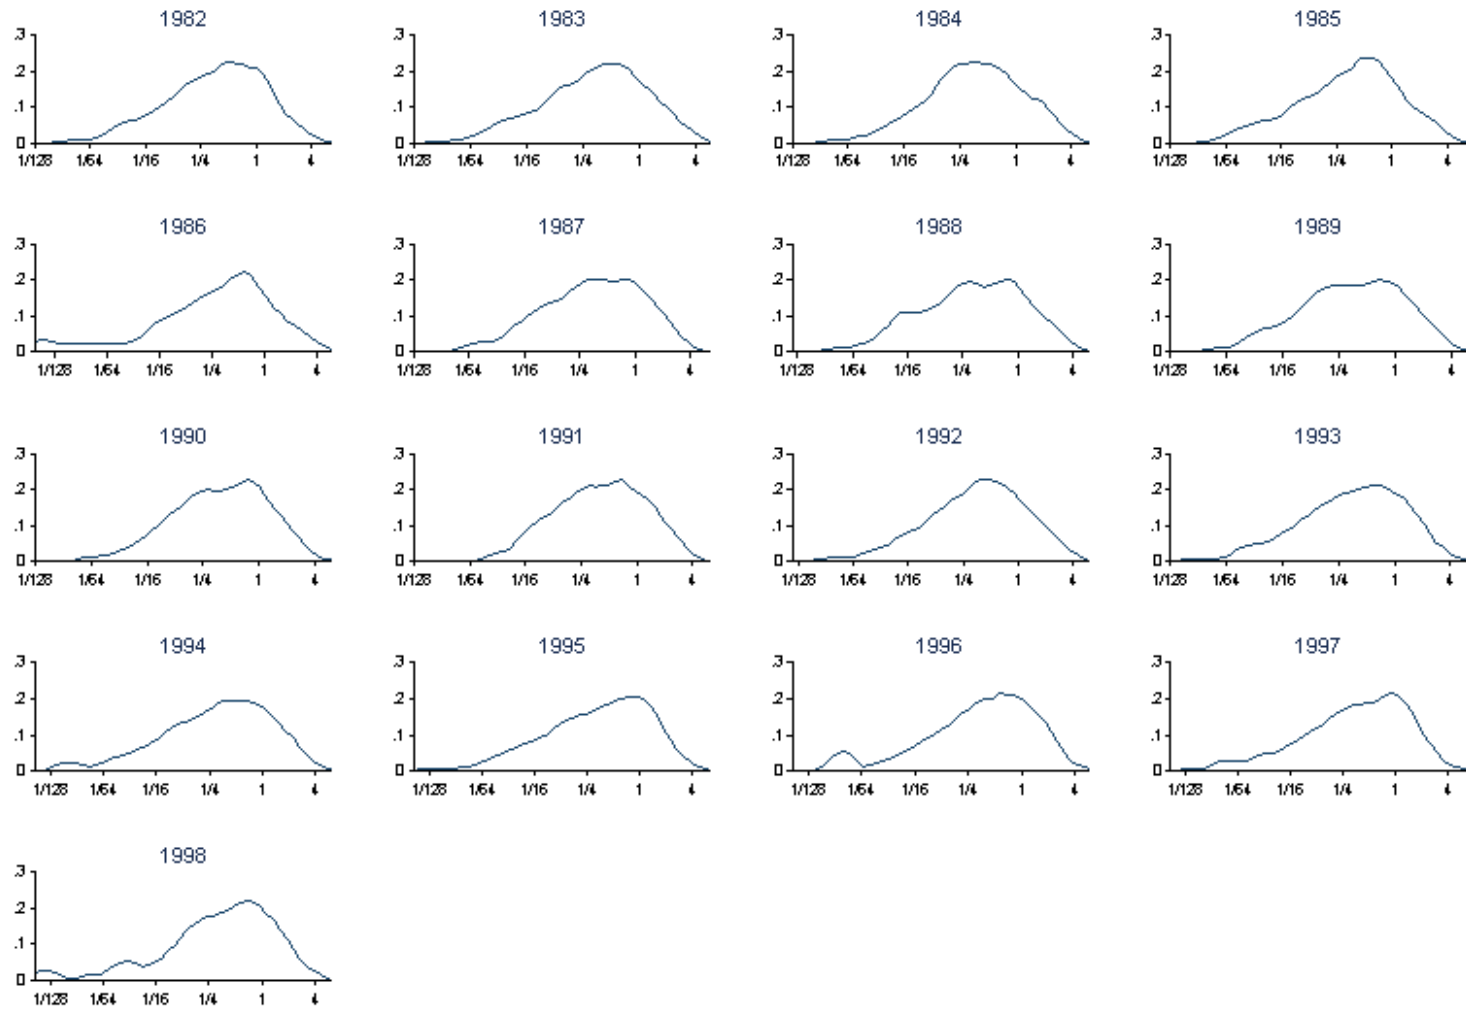 1982 1983 1984 1985
.3 .3 .3 .3
.2 .2 .2 .2
.1 .1 .1 .1
0 0 0 0
1/128 1/64 1/16 1/4 1 4 1/128 1/64 1/16 1/4 1 4 1/128 1/64 1/16 1/4 1 4 1/128 1/64 1/16 1/4 1 4
1986 1987 1988 1989
.3 .3 .3 .3
.2 .2 .2 .2
.1 .1 .1 .1
0 0 0 0
1/128 1/64 1/16 1/4 1 4 1/128 1/64 1/16 1/4 1 4 1/128 1/64 1/16 1/4 1 4 1/128 1/64 1/16 1/4 1 4
1990 1991 1992 1993
.3 .3 .3 .3
.2 .2 .2 .2
.1 .1 .1 .1
0 0 0 0
1/128 1/64 1/16 1/4 1 4 1/128 1/64 1/16 1/4 1 4 1/128 1/64 1/16 1/4 1 4 1/128 1/64 1/16 1/4 1 4
1994 1995 1996 1997
.3 .3 .3 .3
.2 .2 .2 .2
.1 .1 .1 .1
0 0 0 0
1/128 1/64 1/16 1/4 1 4 1/128 1/64 1/16 1/4 1 4 1/128 1/64 1/16 1/4 1 4 1/128 1/64 1/16 1/4 1 4
1998
.3
.2
.1
0
1/128 1/64 1/16 1/4 1 4